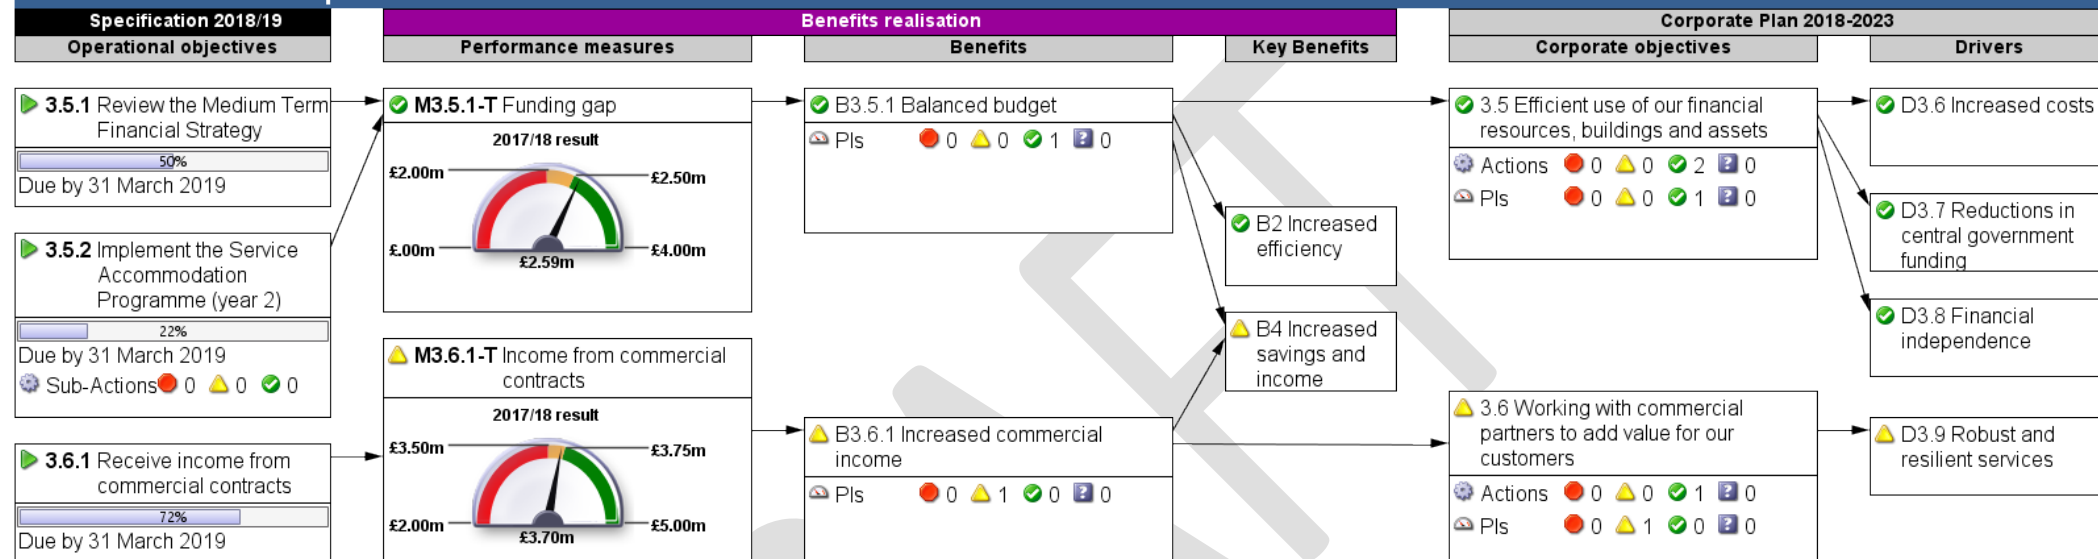 Specification 2018/19
Benefits realisation
Corporate Plan 2018-2023
Operational objectives
Performance measures
Benefits
Key Benefits
Corporate objectives
Drivers
3.5.1 Review the Medium Term
Financial Strategy
50%
Due by 31 March 2019
3.5.2 Implement the Service
Accommodation
Programme (year 2)
22%
Due by 31 March 2019
Sub-Actions 0 0 0
3.6.1 Receive income from
commercial contracts
72%
Due by 31 March 2019
M3.5.1-T Funding gap
2017/18 result
£2.00m
£2.50m
£.00m
£4.00m
£2.59m
M3.6.1-T Income from commercial
contracts
2017/18 result
£3.50m
£3.75m
£2.00m
£5.00m
£3.70m
B3.5.1 Balanced budget
PIs 0 0 1 ? 0
B3.6.1 Increased commercial
income
PIs 0 1 0 ? 0
B2 Increased
efficiency
B4 Increased
savings and
income
3.5 Efficient use of our financial
resources, buildings and assets
Actions 0 0 2 ? 0
PIs 0 0 1 ? 0
3.6 Working with commercial
partners to add value for our
customers
Actions 0 0 1 ? 0
PIs 0 1 0 ? 0
D3.6 Increased costs
D3.7 Reductions in
central government
funding
D3.8 Financial
independence
D3.9 Robust and
resilient services